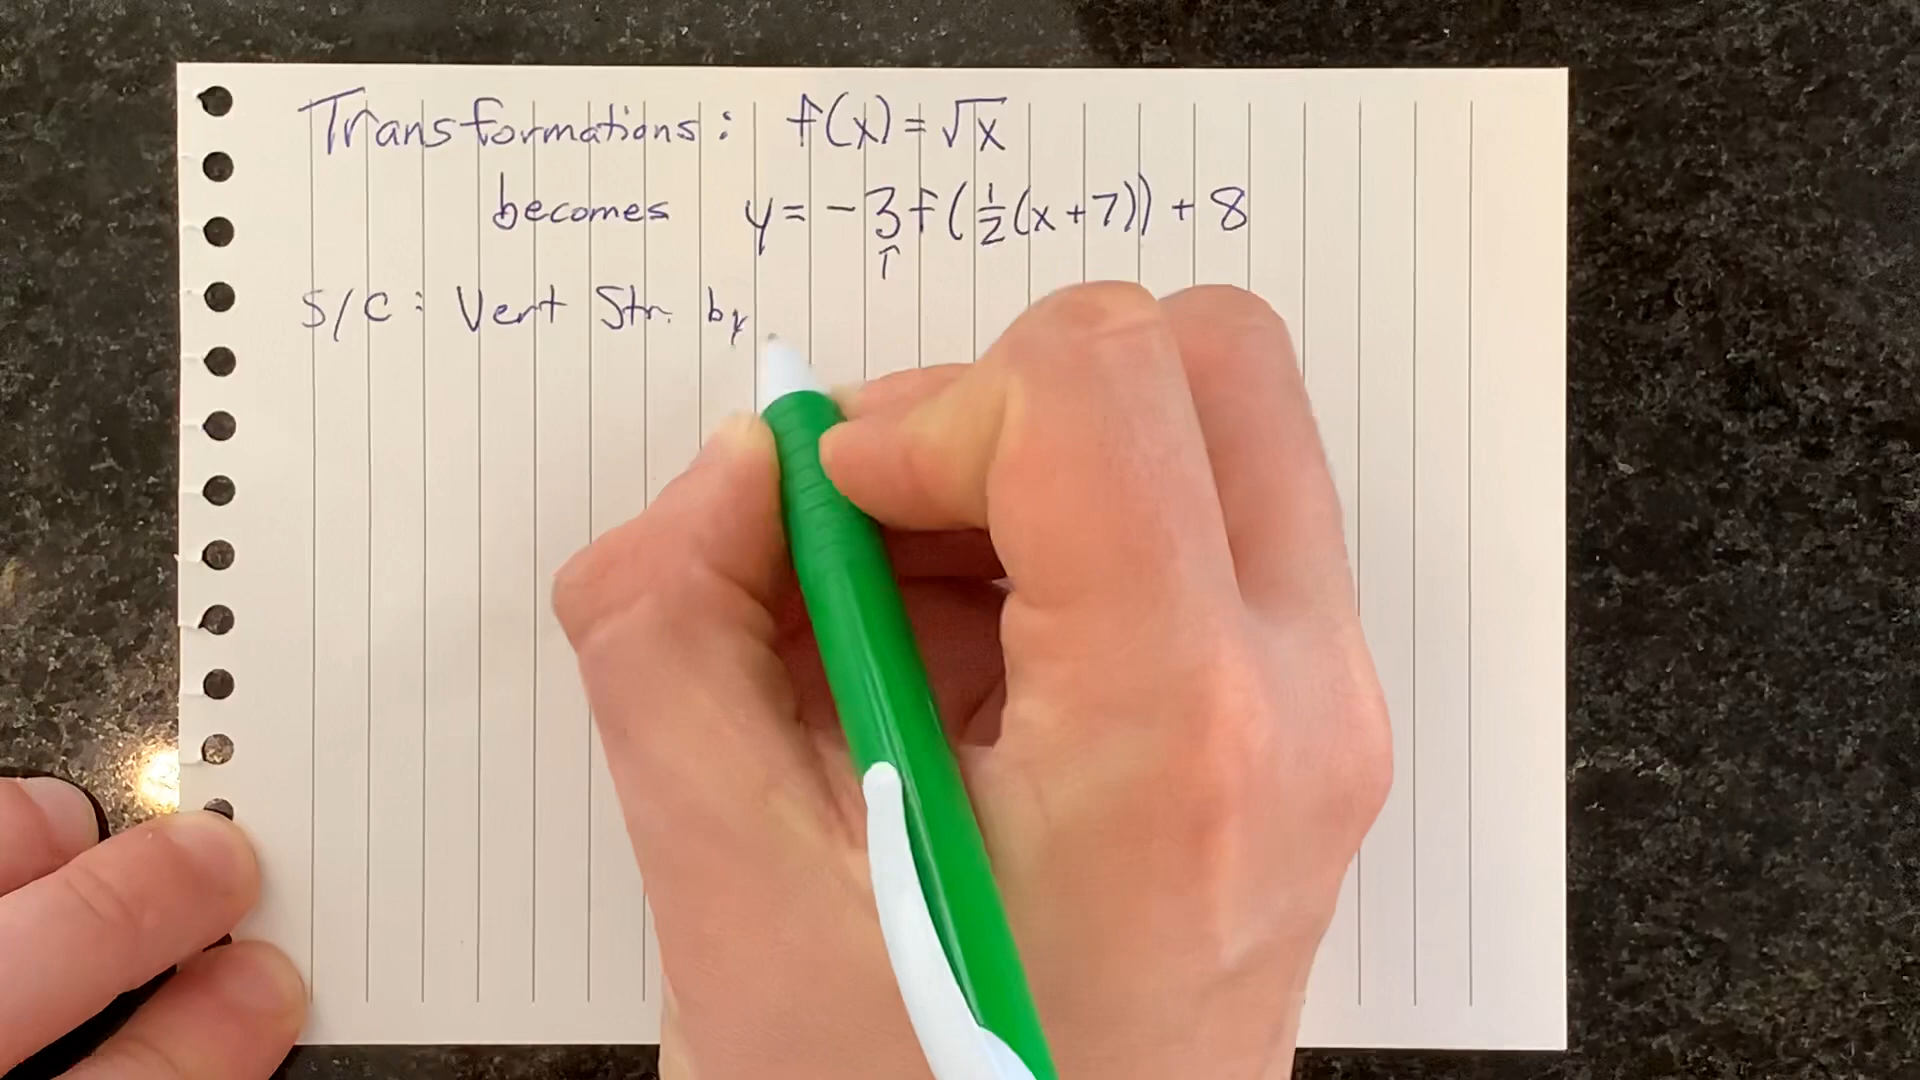 Transformations: f(x) = √x
becomes y = -3f(½(x+7)) + 8
↑
S/C: Vert Str. by